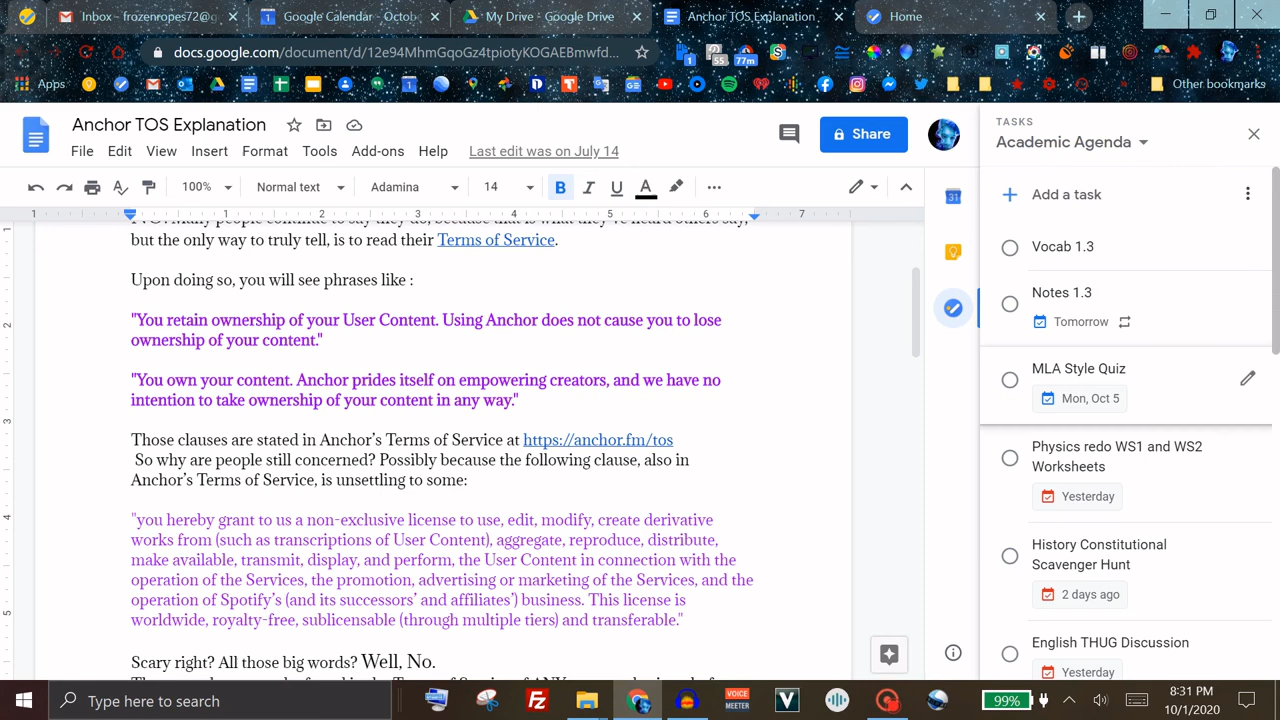 Inbox - frozenropes72@g
Google Calendar - Octob
My Drive - Google Drive
Anchor TOS Explanation
Home
docs.google.com/document/d/12e94MhmGqoGz4tpiotyKOGAEBmwfd...
1
55
77m
Apps
Other bookmarks
Anchor TOS Explanation
File Edit View Insert Format Tools Add-ons Help Last edit was on July 14
Share
100% Normal text Adamina 14 B I U A
1 1 2 3 4 5 6 7
but the only way to truly tell, is to read their Terms of Service.
Upon doing so, you will see phrases like :
"You retain ownership of your User Content. Using Anchor does not cause you to lose
ownership of your content."
"You own your content. Anchor prides itself on empowering creators, and we have no
intention to take ownership of your content in any way."
Those clauses are stated in Anchor's Terms of Service at https://anchor.fm/tos
So why are people still concerned? Possibly because the following clause, also in
Anchor's Terms of Service, is unsettling to some:
"you hereby grant to us a non-exclusive license to use, edit, modify, create derivative
works from (such as transcriptions of User Content), aggregate, reproduce, distribute,
make available, transmit, display, and perform, the User Content in connection with the
operation of the Services, the promotion, advertising or marketing of the Services, and the
operation of Spotify's (and its successors' and affiliates') business. This license is
worldwide, royalty-free, sublicensable (through multiple tiers) and transferable."
Scary right? All those big words? Well, No.
TASKS
Academic Agenda
Add a task
Vocab 1.3
Notes 1.3
Tomorrow
MLA Style Quiz
Mon, Oct 5
Physics redo WS1 and WS2
Worksheets
Yesterday
History Constitutional
Scavenger Hunt
2 days ago
English THUG Discussion
Yesterday
Type here to search
VOICE
MEETER
99%
8:31 PM
10/1/2020